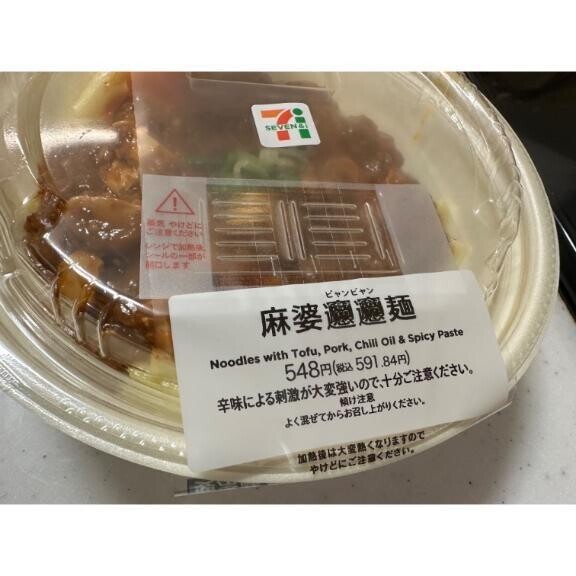 7i
SEVEN&i
蒸気、やけどに
ご注意ください
レンジで加熱後、
シールの一部が
開口します
ビャンビャン
麻婆𰻞𰻞麺
Noodles with Tofu, Pork, Chili Oil & Spicy Paste
548円(税込 591.84円)
辛味による刺激が大変強いので、十分ご注意ください。
傾け注意
よく混ぜてからお召し上がりください。
加熱後は大変熱くなりますので
やけどにご注意ください。